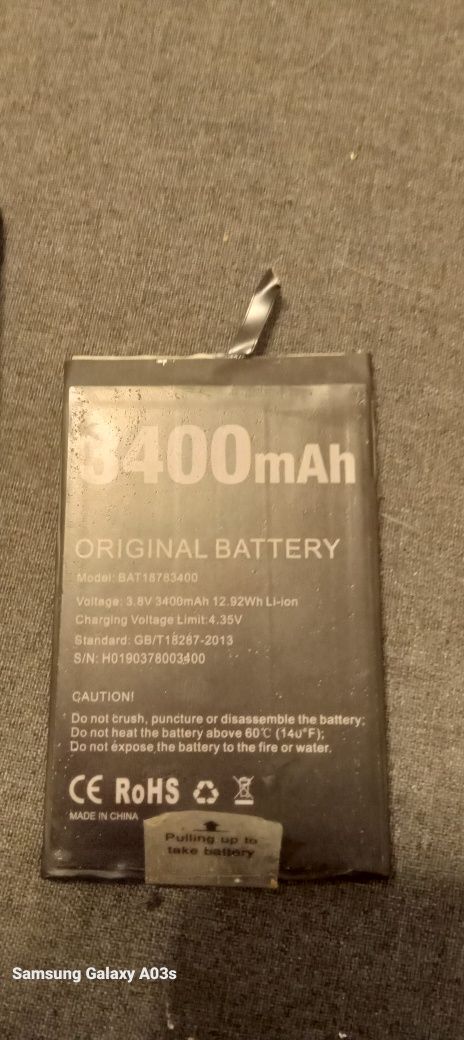 3400mAh
ORIGINAL BATTERY
Model: BAT18783400
Voltage: 3.8V 3400mAh 12.92Wh Li-ion
Charging Voltage Limit:4.35V
Standard: GB/T18287-2013
S/N: H0190378003400
CAUTION!
Do not crush, puncture or disassemble the battery;
Do not heat the battery above 60℃ (140°F);
Do not expose the battery to the fire or water.
CE RoHS
MADE IN CHINA
Pulling up to
take battery
Samsung Galaxy A03s